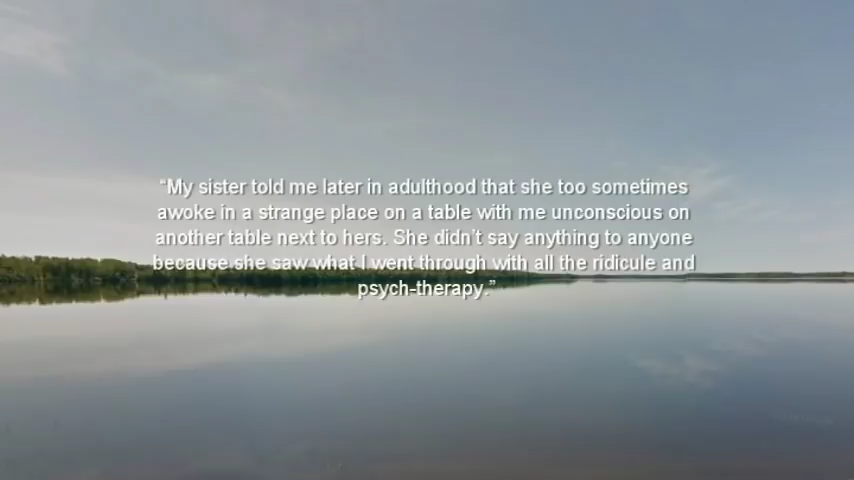 “My sister told me later in adulthood that she too sometimes
awoke in a strange place on a table with me unconscious on
another table next to hers. She didn’t say anything to anyone
because she saw what I went through with all the ridicule and
psych-therapy.”